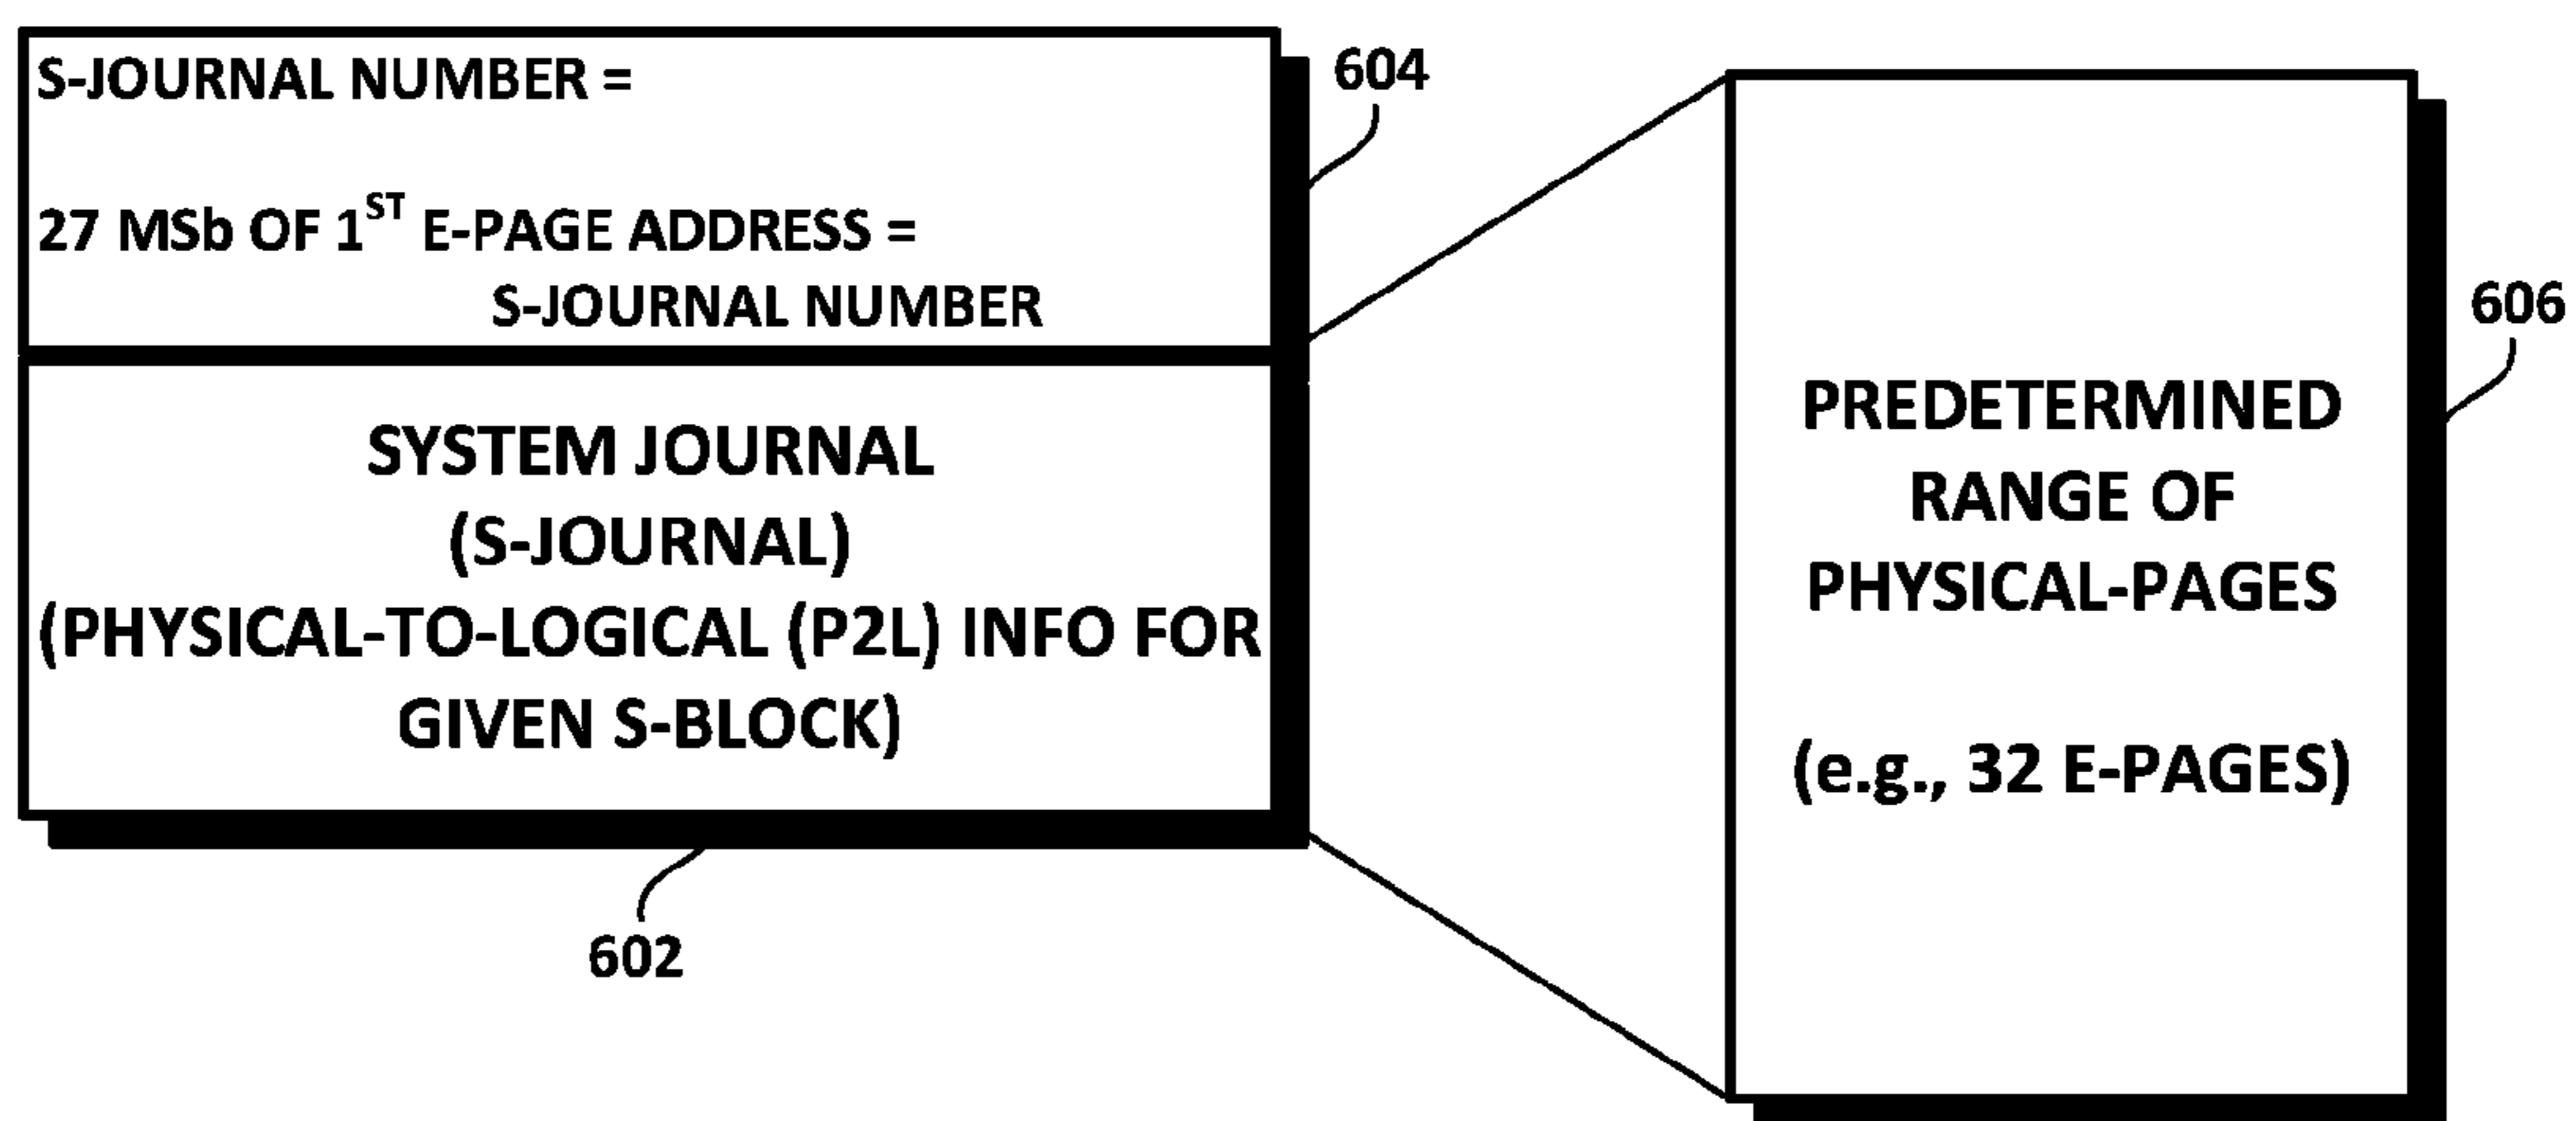 S-JOURNAL NUMBER =
27 MSb OF 1ST E-PAGE ADDRESS =
S-JOURNAL NUMBER
604
SYSTEM JOURNAL
(S-JOURNAL)
(PHYSICAL-TO-LOGICAL (P2L) INFO FOR
GIVEN S-BLOCK)
602
PREDETERMINED
RANGE OF
PHYSICAL-PAGES
(e.g., 32 E-PAGES)
606